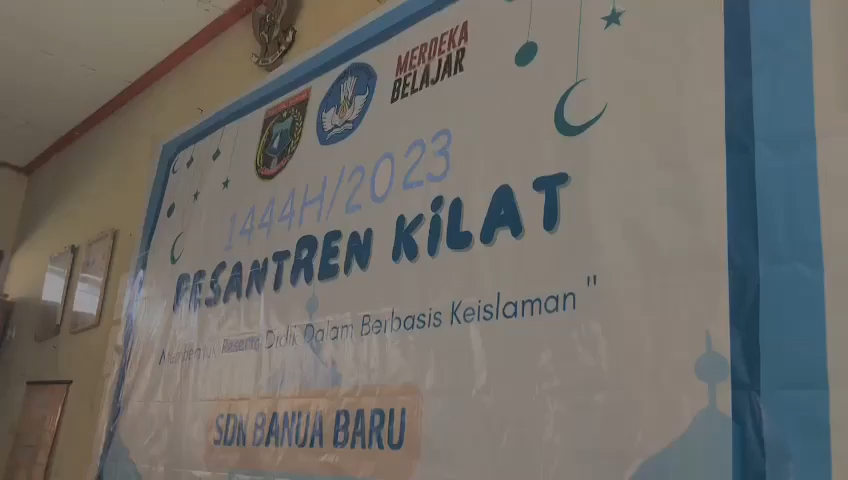 MERDEKA
BELAJAR
1444H/2023
PESANTREN KILAT
Peserta Didik Dalam Berbasis Keislaman "
SDN BANUA BARU